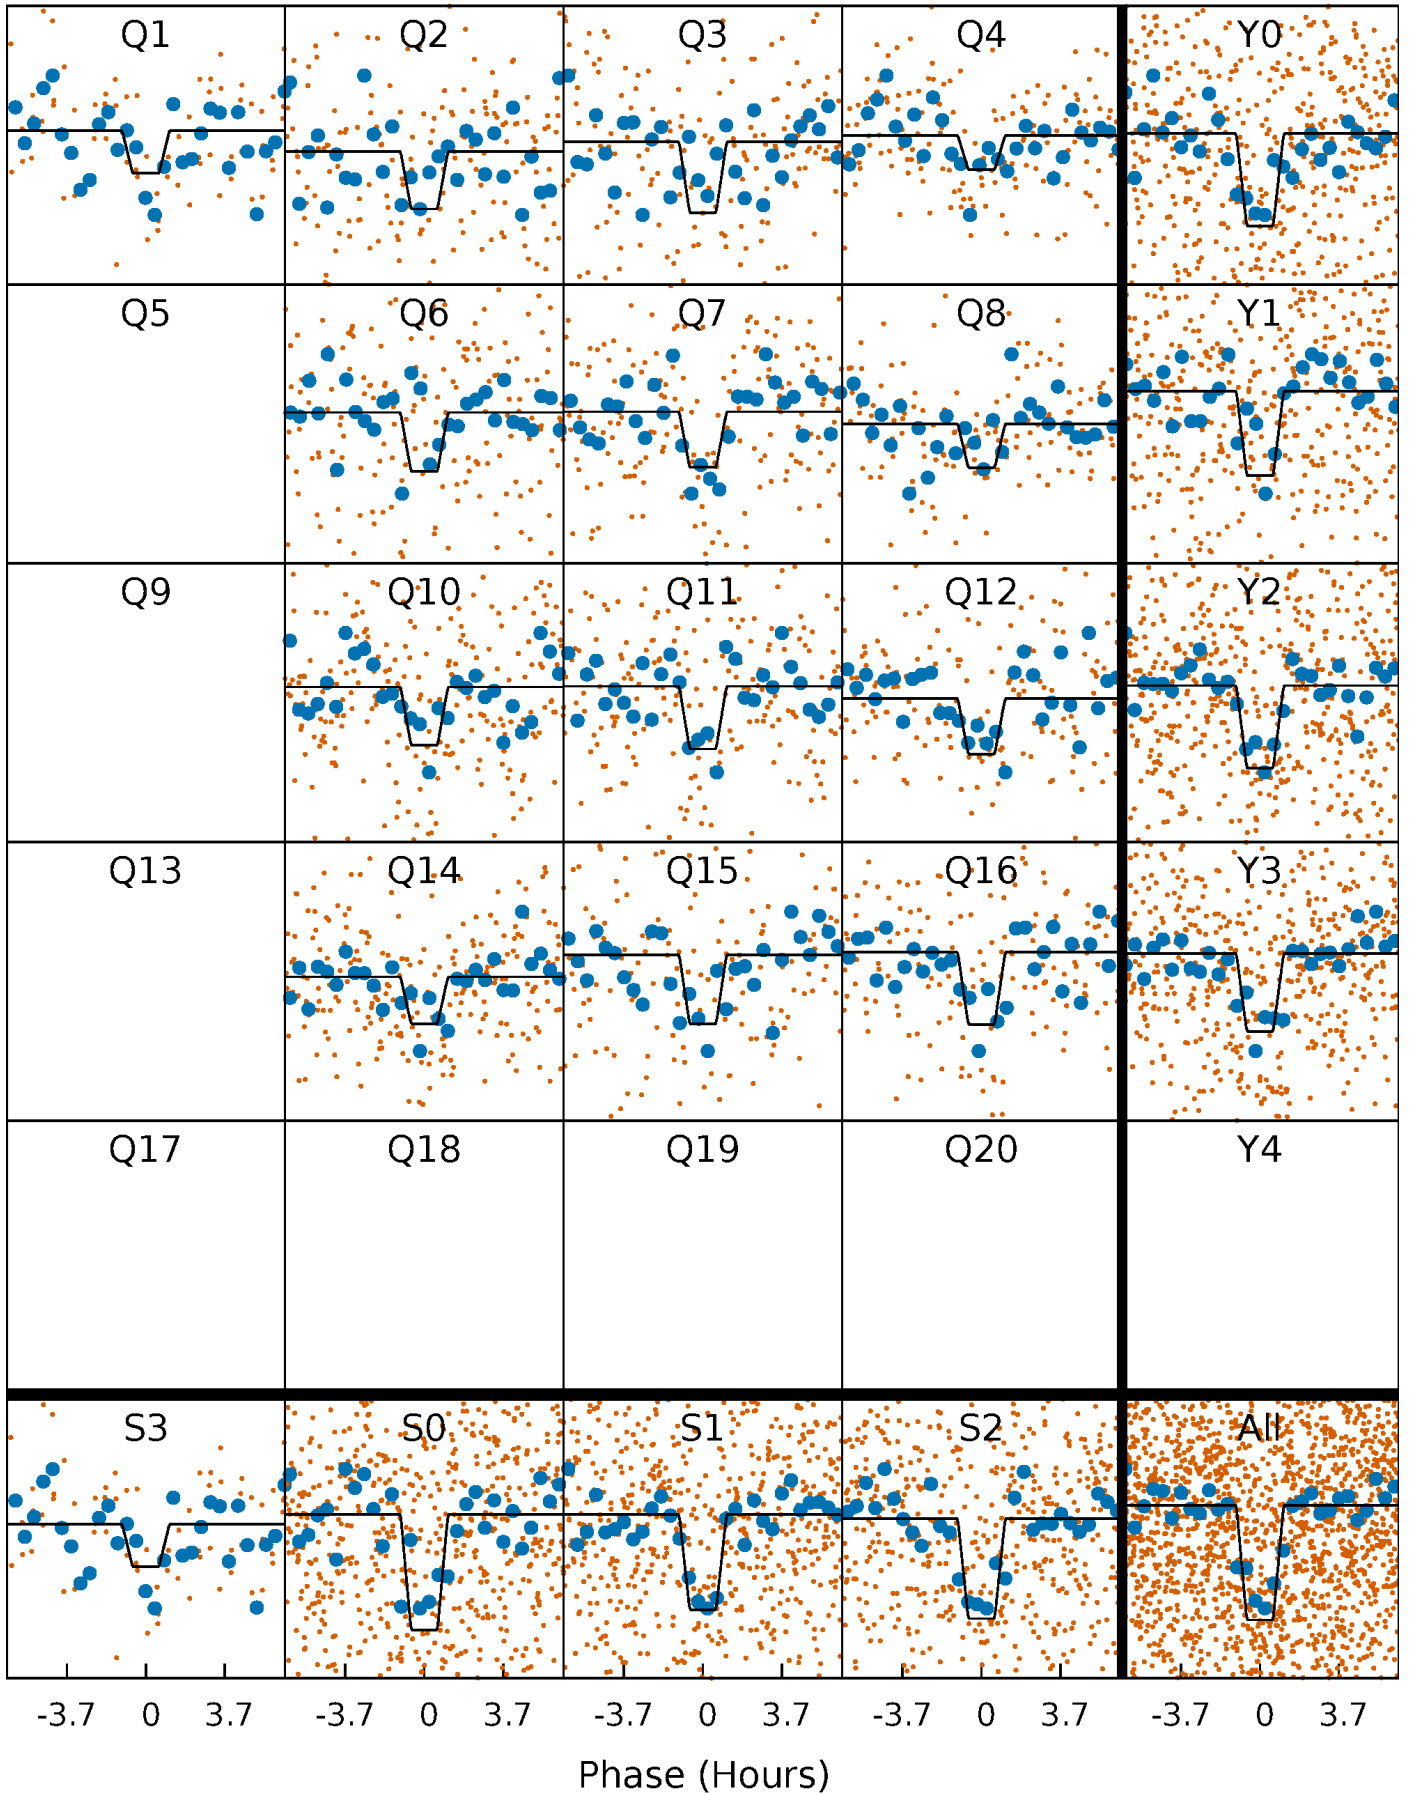 Q1 Q2 Q3 Q4 Y0
Q5 Q6 Q7 Q8 Y1
Q9 Q10 Q11 Q12 Y2
Q13 Q14 Q15 Q16 Y3
Q17 Q18 Q19 Q20 Y4
S3 S0 S1 S2 All
-3.7 0 3.7 -3.7 0 3.7 -3.7 0 3.7 -3.7 0 3.7 -3.7 0 3.7
Phase (Hours)